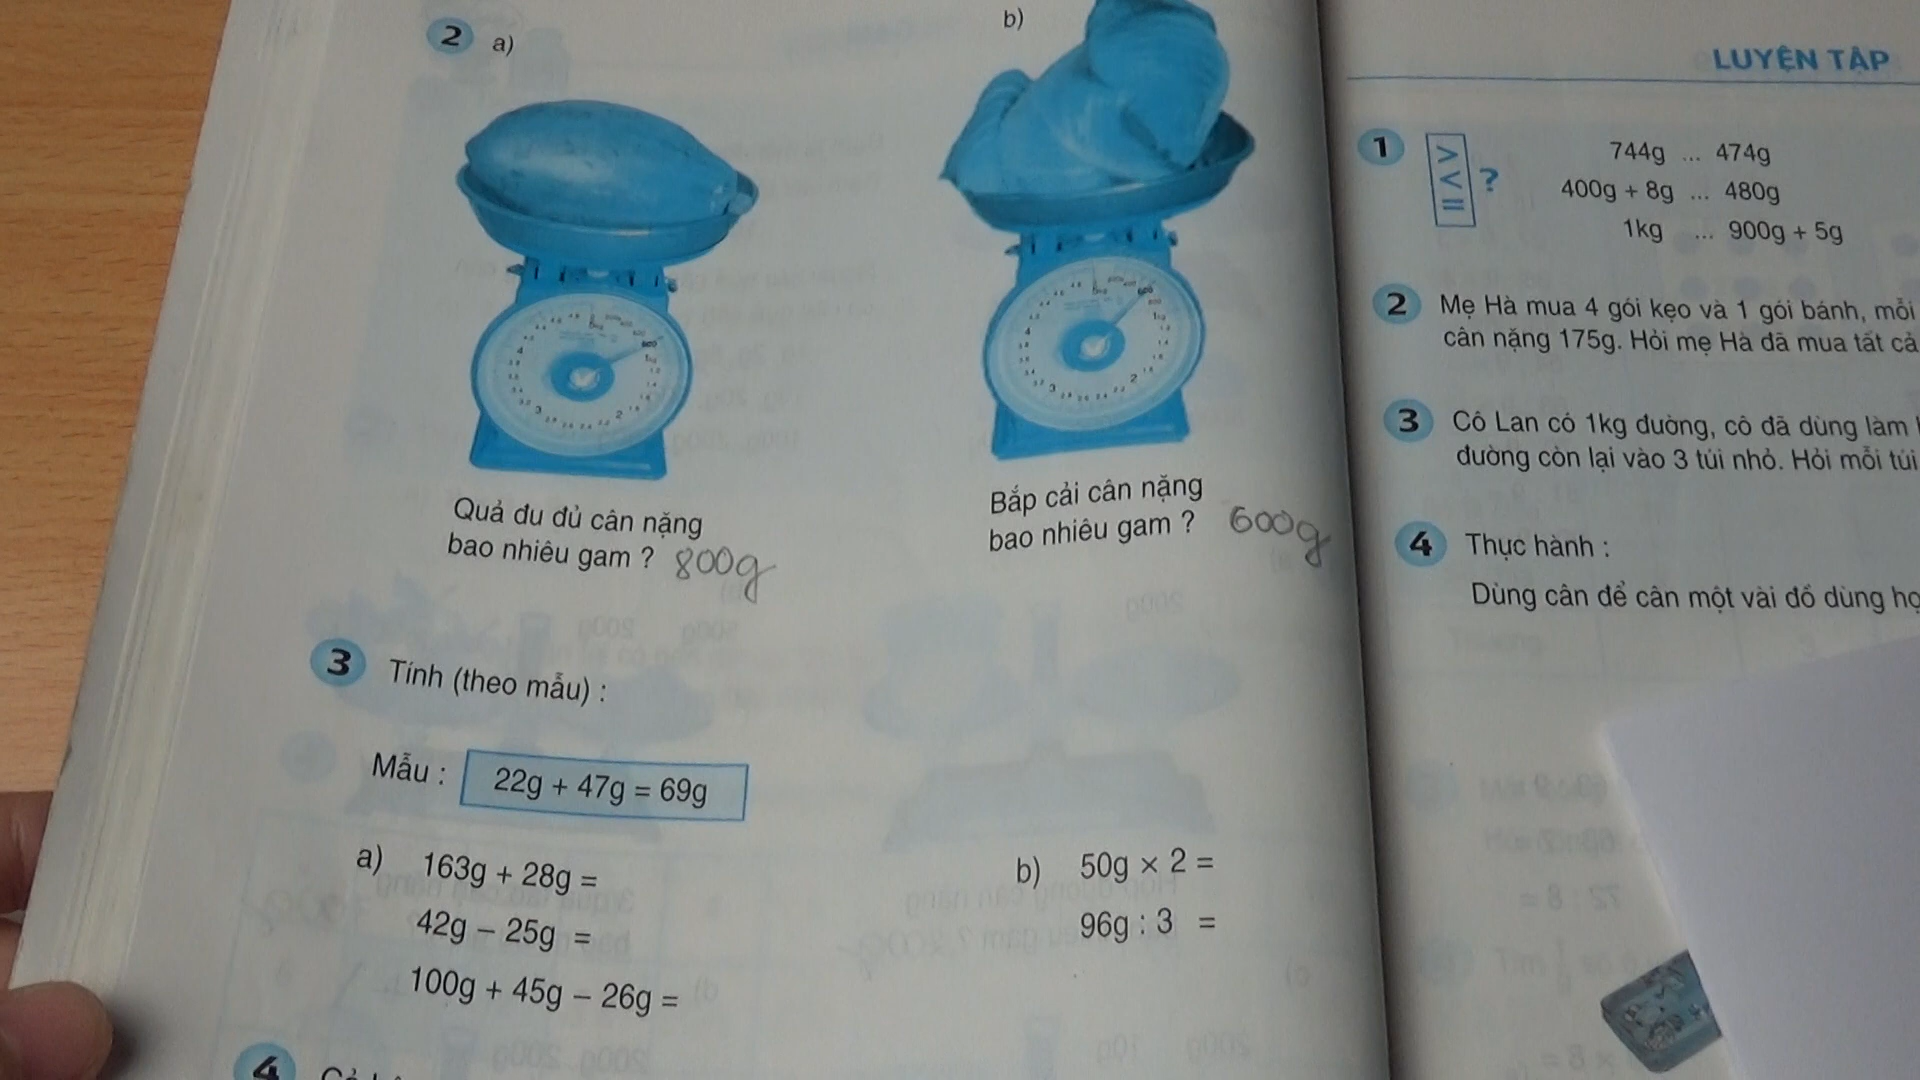 2 a)
b)
Quả đu đủ cân nặng
bao nhiêu gam ? 800g
Bắp cải cân nặng
bao nhiêu gam ? 600g
3 Tính (theo mẫu) :
Mẫu : 22g + 47g = 69g
a) 163g + 28g =
42g – 25g =
100g + 45g – 26g =
b) 50g × 2 =
96g : 3 =
4
LUYỆN TẬP
1 > < = ? 744g ... 474g
400g + 8g ... 480g
1kg ... 900g + 5g
2 Mẹ Hà mua 4 gói kẹo và 1 gói bánh, mỗi
cân nặng 175g. Hỏi mẹ Hà đã mua tất cả
3 Cô Lan có 1kg đường, cô đã dùng làm
đường còn lại vào 3 túi nhỏ. Hỏi mỗi túi
4 Thực hành :
Dùng cân để cân một vài đồ dùng